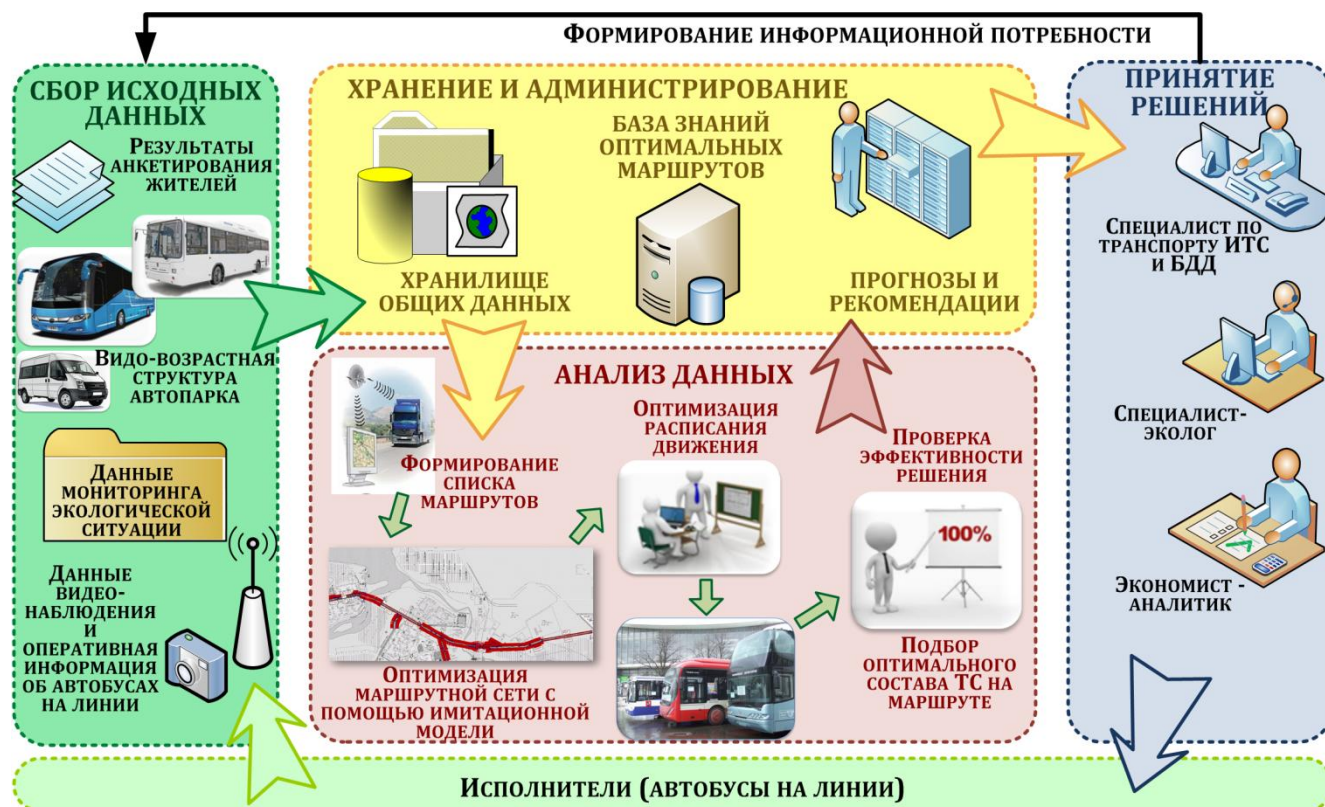 Формирование информационной потребности
Сбор исходных
данных
Результаты
анкетирования
жителей
Видо-возрастная
структура
автопарка
Данные
мониторинга
экологической
ситуации
Данные
видео-
наблюдения
и
оперативная
информация
об автобусах
на линии
Хранение и администрирование
Хранилище
общих данных
База знаний
оптимальных
маршрутов
Прогнозы и
рекомендации
Анализ данных
Формирование
списка
маршрутов
Оптимизация
маршрутной сети с
помощью имитационной
модели
Оптимизация
расписания
движения
Проверка
эффективности
решения
100%
Подбор
оптимального
состава ТС на
маршруте
Принятие
решений
Специалист по
транспорту ИТС
и БДД
Специалист-
эколог
Экономист -
аналитик
Исполнители (автобусы на линии)